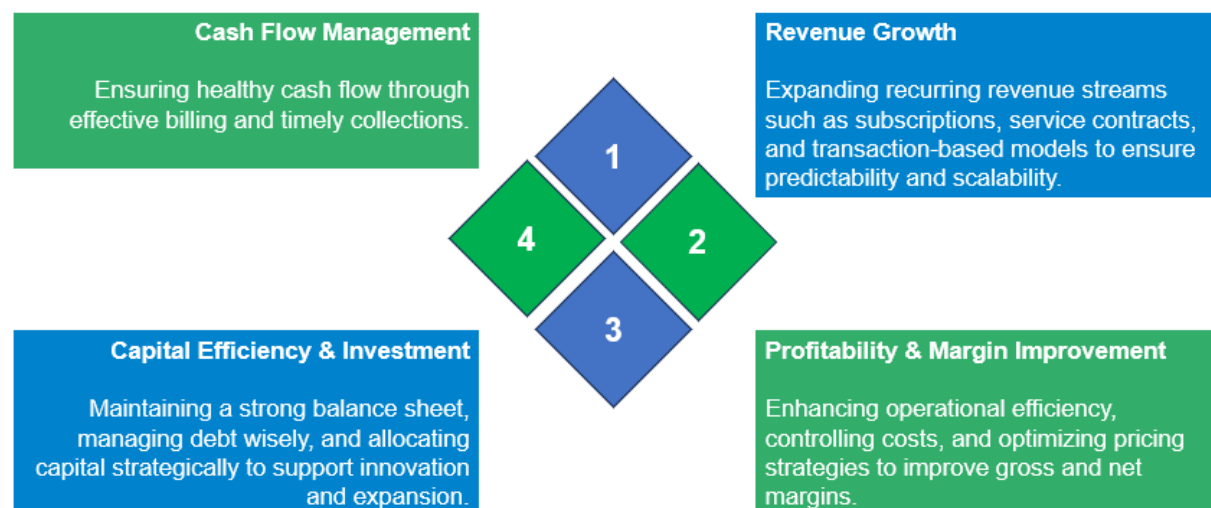 Cash Flow Management
Ensuring healthy cash flow through
effective billing and timely collections.
Revenue Growth
Expanding recurring revenue streams
such as subscriptions, service contracts,
and transaction-based models to ensure
predictability and scalability.
1
4
2
3
Capital Efficiency & Investment
Maintaining a strong balance sheet,
managing debt wisely, and allocating
capital strategically to support innovation
and expansion.
Profitability & Margin Improvement
Enhancing operational efficiency,
controlling costs, and optimizing pricing
strategies to improve gross and net
margins.